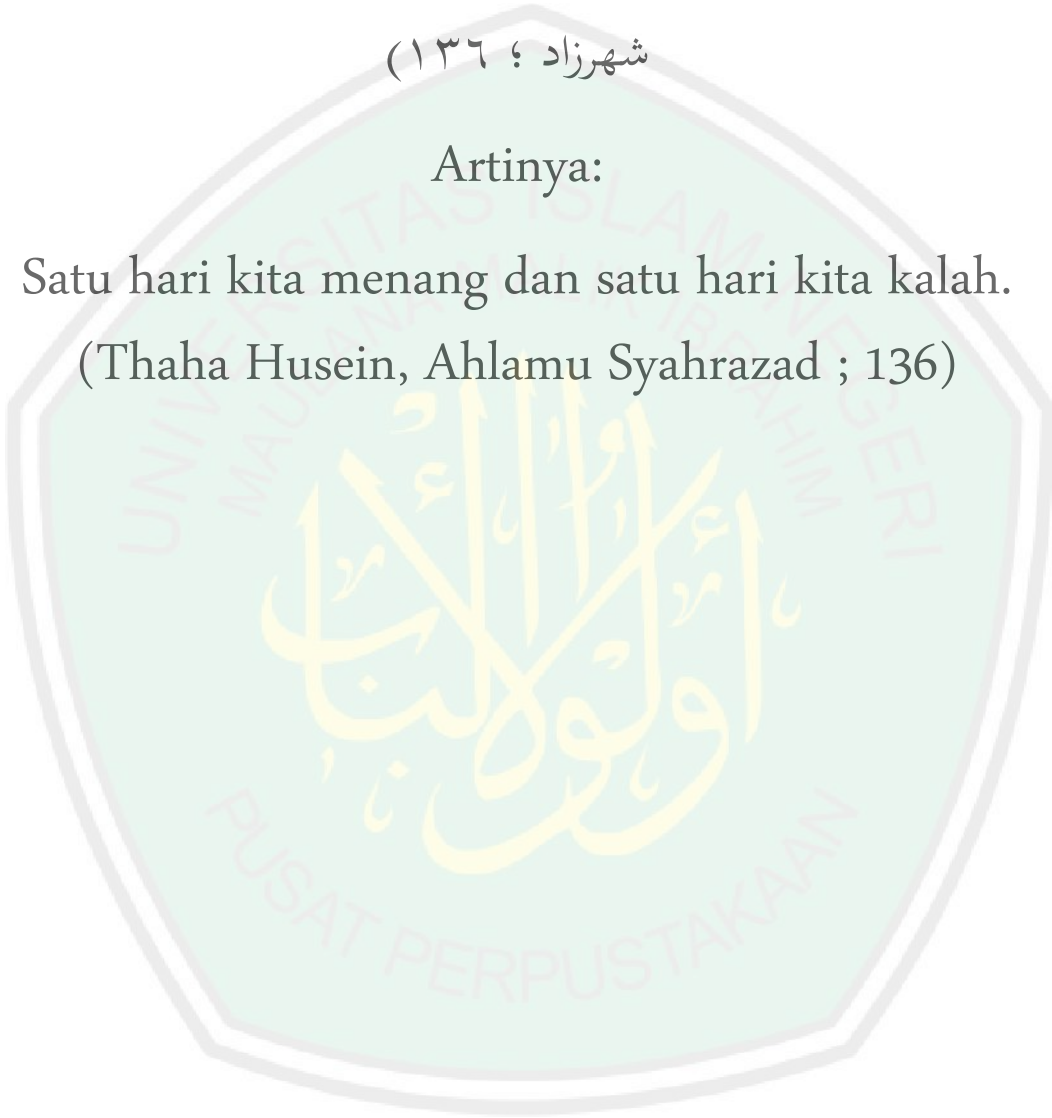 شهرزاد ؛ ١٣٦)
Artinya:
Satu hari kita menang dan satu hari kita kalah.
(Thaha Husein, Ahlamu Syahrazad ; 136)
UNIVERSITAS ISLAM NEGERI
MAULANA MALIK IBRAHIM
أولوا الألباب
PUSAT PERPUSTAKAAN